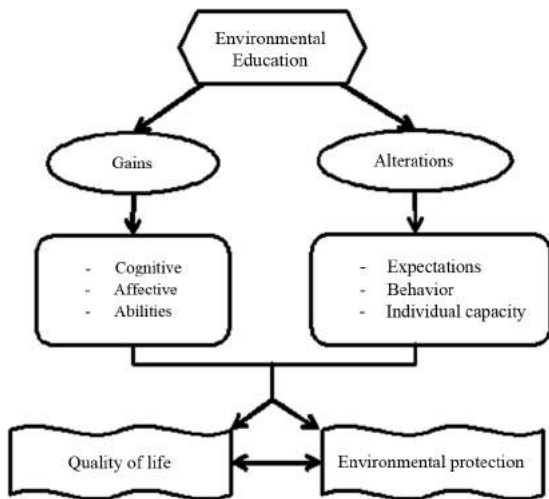 Environmental
Education
Gains
Alterations
- Cognitive
- Affective
- Abilities
- Expectations
- Behavior
- Individual capacity
Quality of life
Environmental protection